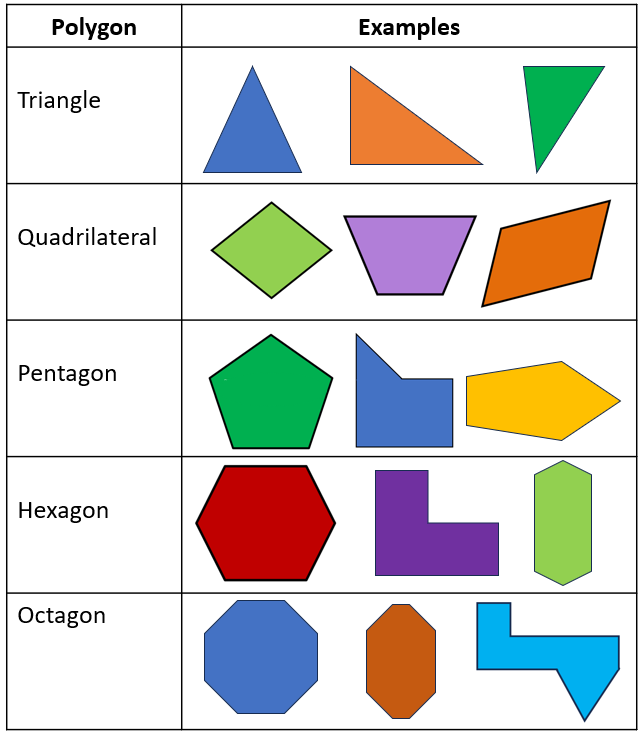 Polygon Examples
Triangle
Quadrilateral
Pentagon
Hexagon
Octagon